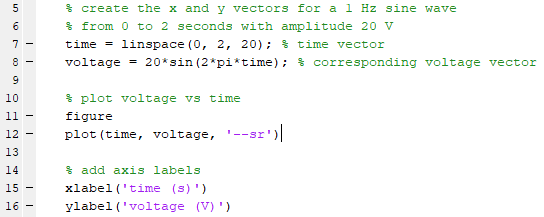 5 % create the x and y vectors for a 1 Hz sine wave
6 % from 0 to 2 seconds with amplitude 20 V
7 - time = linspace(0, 2, 20); % time vector
8 - voltage = 20*sin(2*pi*time); % corresponding voltage vector
9
10 % plot voltage vs time
11 - figure
12 - plot(time, voltage, '--sr')
13
14 % add axis labels
15 - xlabel('time (s)')
16 - ylabel('voltage (V)')